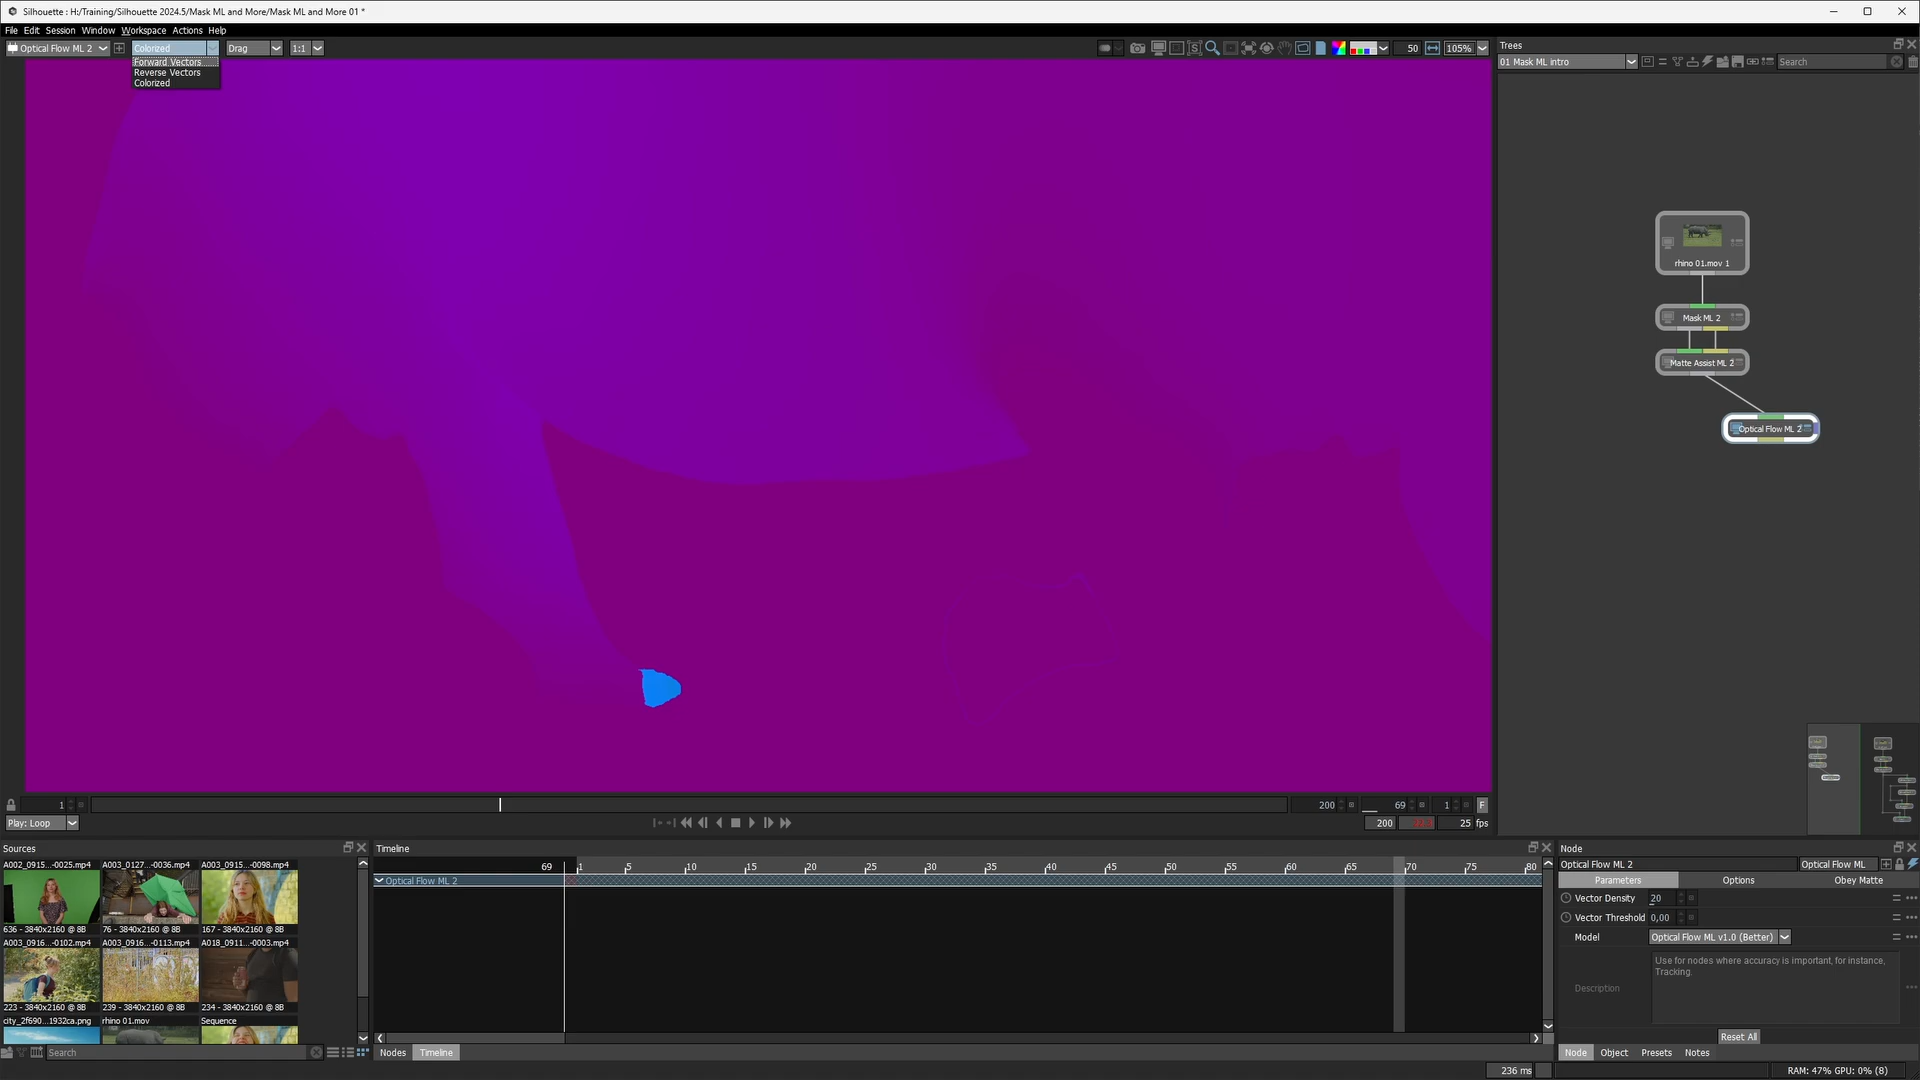 Silhouette : H:/Training/Silhouette 2024.5/Mask ML and More/Mask ML and More 01 *
File Edit Session Window Workspace Actions Help
Optical Flow ML 2 Colorized Drag 1:1 50 105%
Forward Vectors
Reverse Vectors
Colorized
Trees
01 Mask ML intro Search
rhino 01.mov 1
Mask ML 2
Matte Assist ML 2
Optical Flow ML 2
1 200 69 1 F
Play: Loop 200 25 fps
Sources
A002_0915...-0025.mp4 A003_0127...-0036.mp4 A003_0915...-0098.mp4
636 - 3840x2160 @ 8B 76 - 3840x2160 @ 8B 167 - 3840x2160 @ 8B
A003_0916...-0102.mp4 A003_0916...-0113.mp4 A018_0911...-0003.mp4
223 - 3840x2160 @ 8B 239 - 3840x2160 @ 8B 234 - 3840x2160 @ 8B
city_2f690...1932ca.png rhino 01.mov Sequence
Search
Timeline
69 1 5 10 15 20 25 30 35 40 45 50 55 60 65 70 75 80
Optical Flow ML 2
Nodes Timeline
Node
Optical Flow ML 2 Optical Flow ML
Parameters Options Obey Matte
Vector Density 20
Vector Threshold 0,00
Model Optical Flow ML v1.0 (Better)
Use for nodes where accuracy is important, for instance,
Tracking.
Description
Reset All
Node Object Presets Notes
236 ms RAM: 47% GPU: 0% (8)